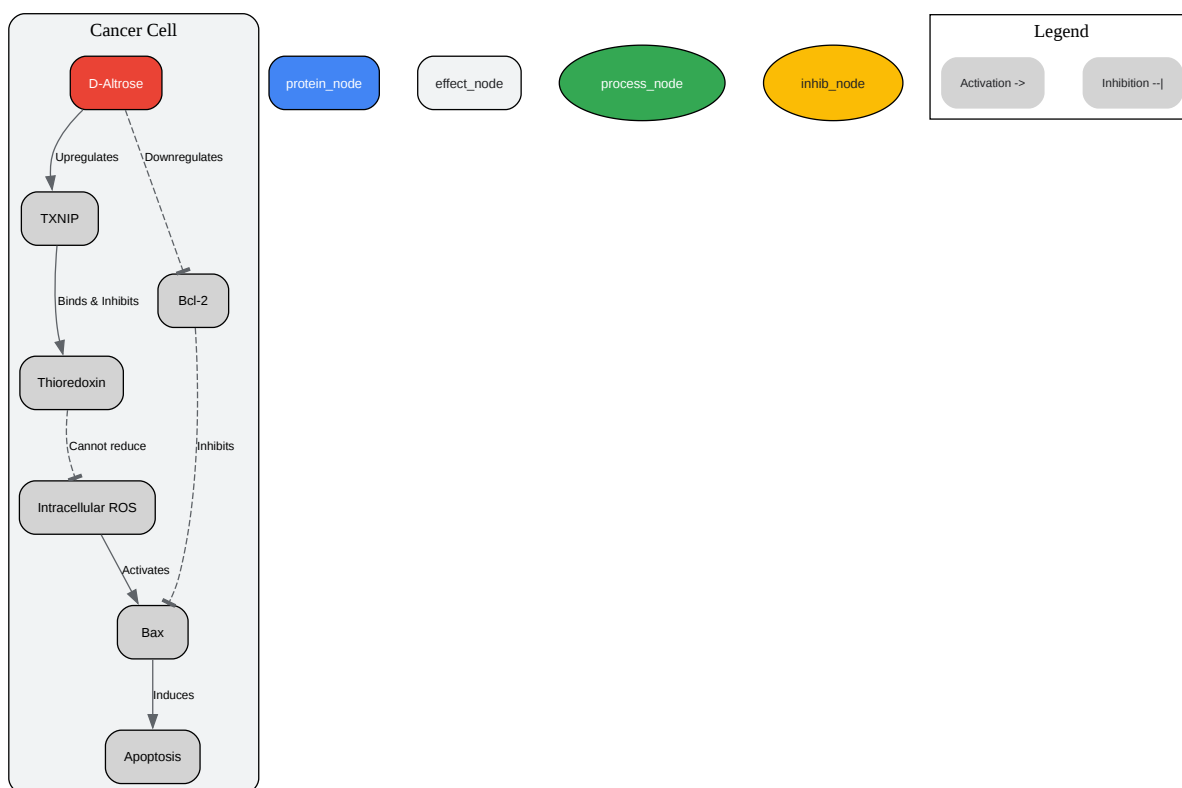 Cancer Cell
D-Altrose
protein_node
effect_node
process_node
inhib_node
Legend
Activation ->
Inhibition --|
Upregulates
Downregulates
TXNIP
Binds & Inhibits
Bcl-2
Thioredoxin
Cannot reduce
Inhibits
Intracellular ROS
Activates
Bax
Induces
Apoptosis